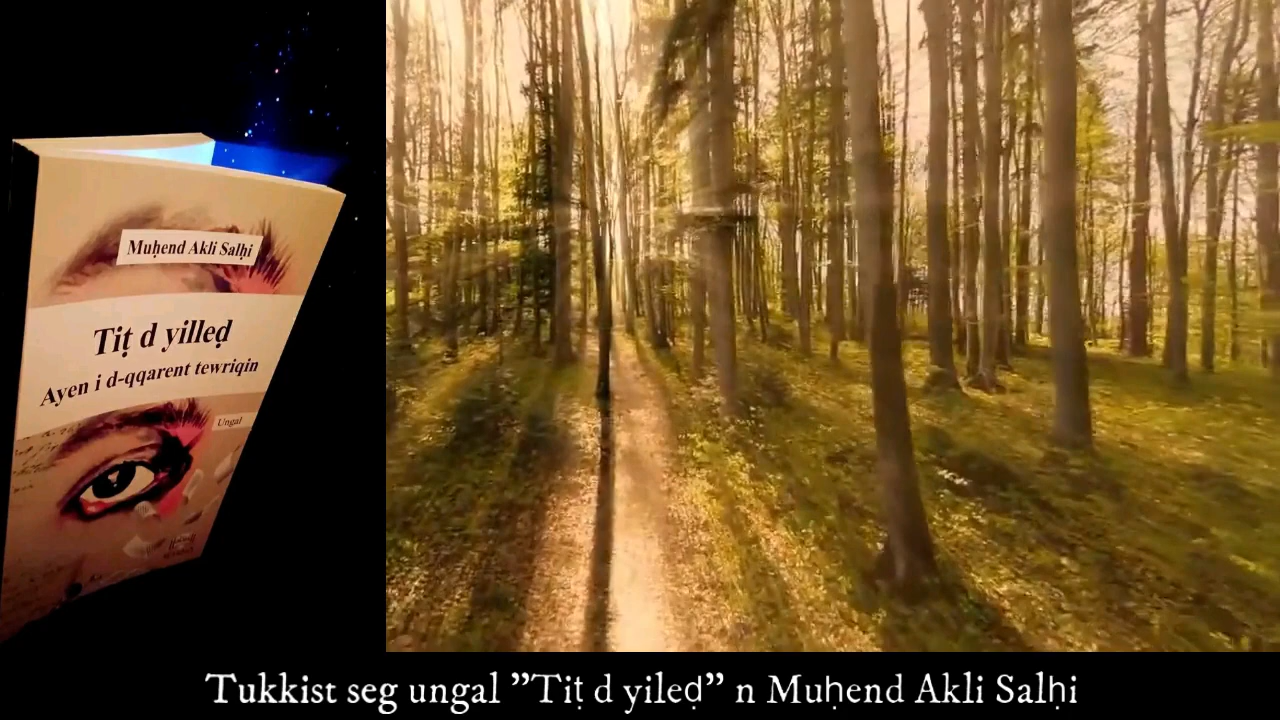 Muḥend Akli Salḥi
Tiṭ d yilleḍ
Ayen i d-qqarent tewriqin
Ungal
Tukkist seg ungal ”Tiṭ d yileḍ” n Muḥend Akli Salḥi